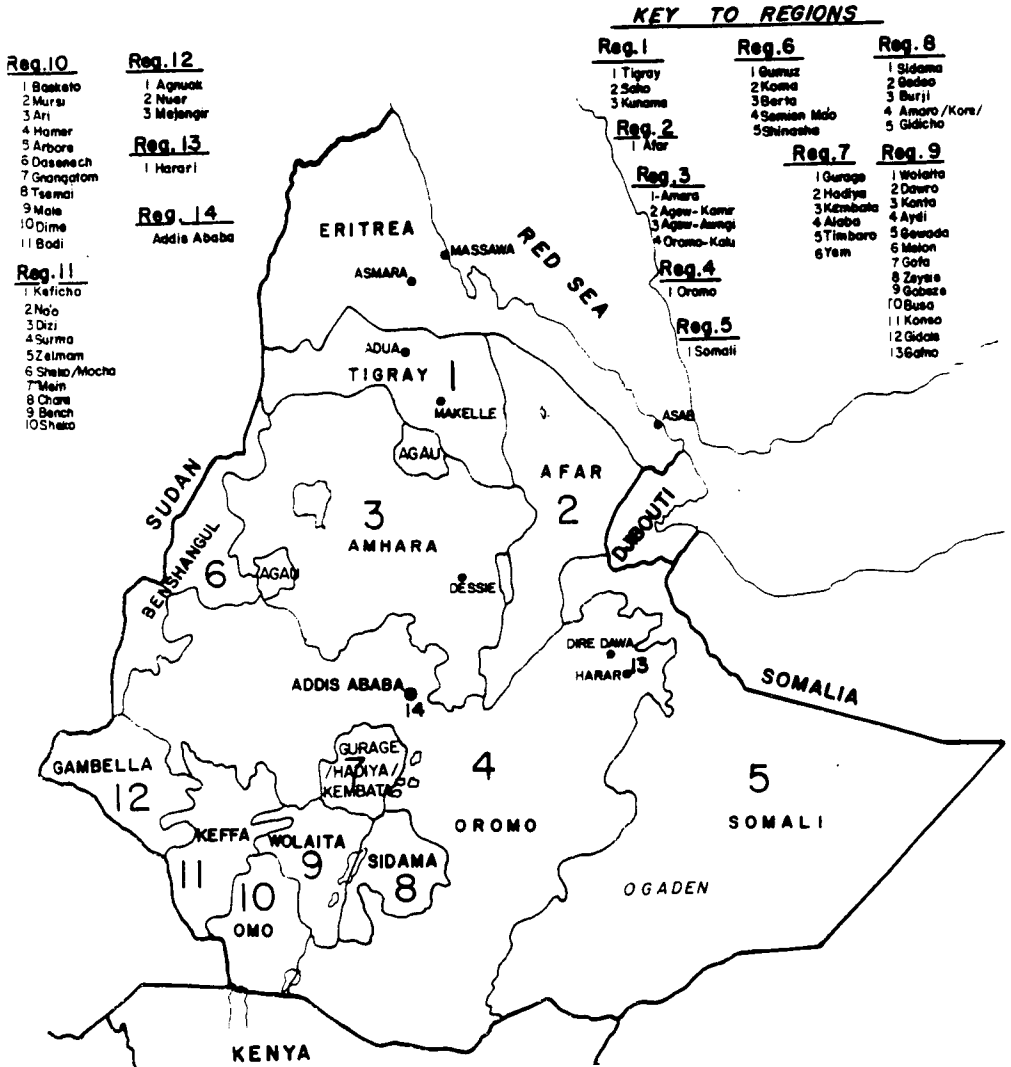 KEY TO REGIONS
Reg.10
1 Basketo
2 Mursi
3 Ari
4 Hamer
5 Arbore
6 Dasenech
7 Gnangatom
8 Tsemai
9 Male
10 Dime
11 Bodi
Reg.11
1 Keficho
2 Na'o
3 Dizi
4 Surma
5 Zelmam
6 Sheko/Mocha
7 Mein
8 Chara
9 Bench
10 Sheko
Reg.12
1 Agnuak
2 Nuer
3 Mejengir
Reg.13
1 Harari
Reg.14
Addis Ababa
Reg.1
1 Tigray
2 Saho
3 Kuname
Reg.2
1 Afar
Reg.3
1-Amara
2 Agew-Kamir
3 Agew-Awngi
4 Oromo-Kalu
Reg.4
1 Oromo
Reg.5
1 Somali
Reg.6
1 Gumuz
2 Koma
3 Berta
4 Semien Mao
5 Shinasha
Reg.7
1 Gurage
2 Hadiya
3 Kembata
4 Alaba
5 Timbaro
6 Yem
Reg.8
1 Sidama
2 Gedeo
3 Burji
4 Amaro/Kore/
5 Gidicho
Reg.9
1 Wolaita
2 Dawro
3 Konta
4 Aydi
5 Gewada
6 Melon
7 Gofa
8 Zeysie
9 Gobeze
10 Busa
11 Konso
12 Gidole
13 Gamo
ERITREA
MASSAWA
ASMARA
RED SEA
ADUA
TIGRAY 1
MAKELLE
ASAB
AGAU
AFAR
2
SUDAN
3
AMHARA
DJIBOUTI
BENSHANGUL
6
AGAU
DESSIE
DIRE DAWA
HARAR 13
SOMALIA
ADDIS ABABA
14
GAMBELLA
12
GURAGE
/HADIYA/
7
KEMBATA
4
OROMO
5
SOMALI
KEFFA
11
WOLAITA
9
SIDAMA
8
10
OMO
OGADEN
KENYA